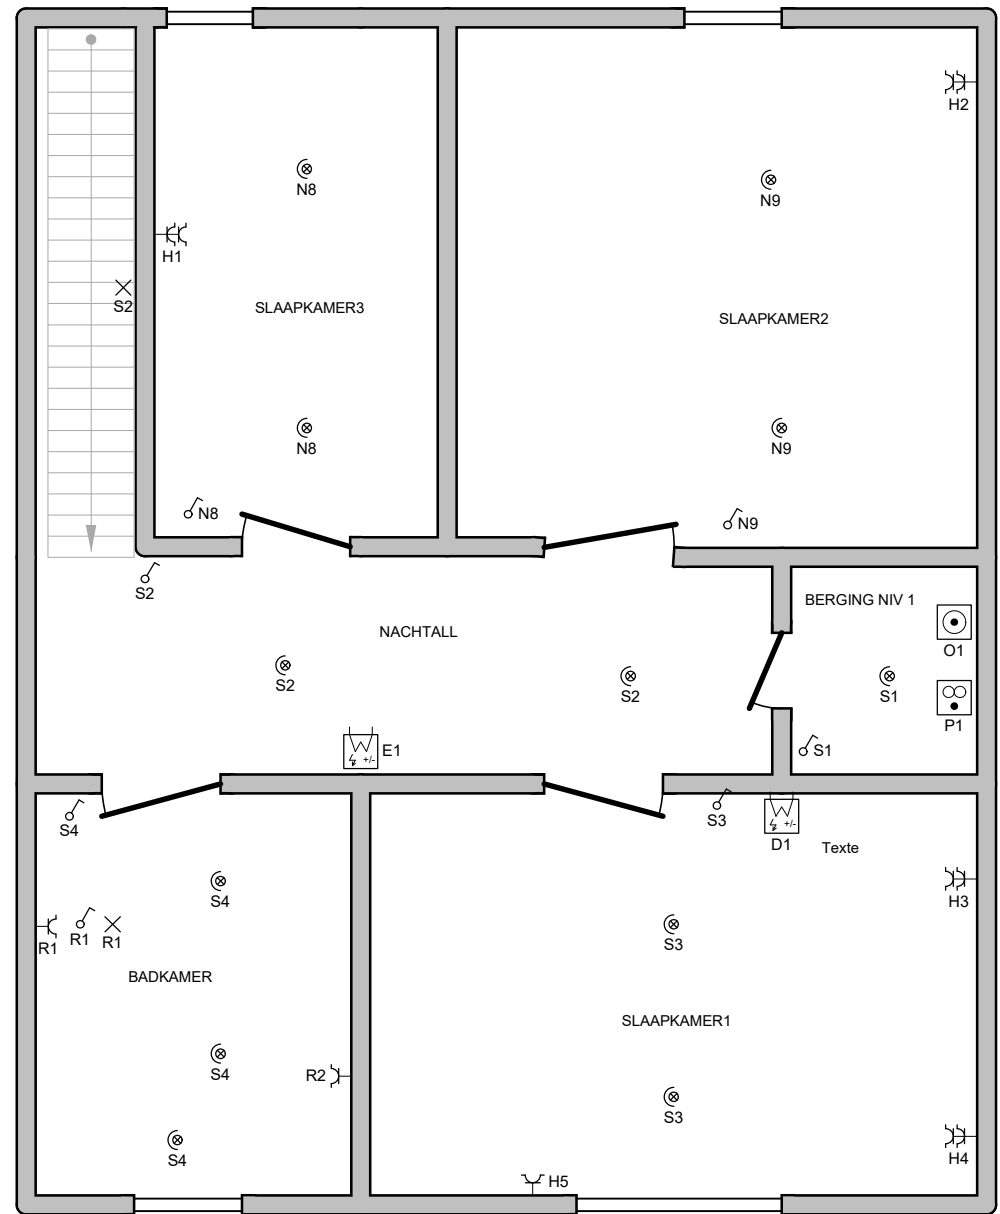 H2
N8
N9
H1
S2
SLAAPKAMER3
SLAAPKAMER2
N8
N9
N8
N9
S2
BERGING NIV 1
NACHTALL
O1
S2
S2
S1
P1
E1
S1
S4
S3
+/-
+/-
D1
Texte
S4
H3
R1
R1
R1
S3
BADKAMER
SLAAPKAMER1
S4
R2
S3
S4
H4
H5